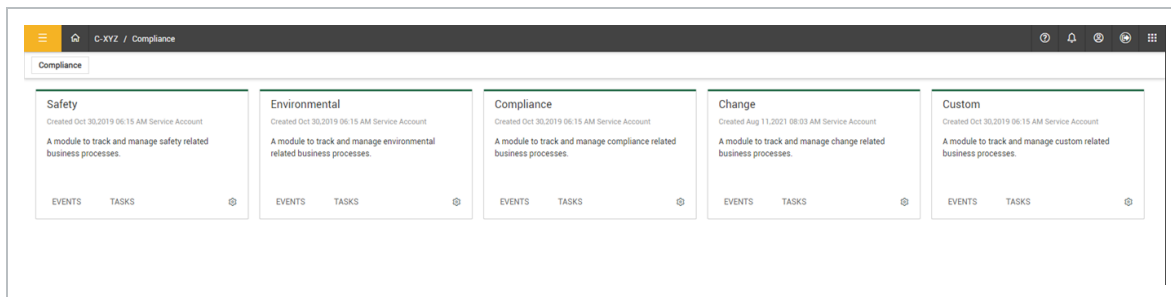 C-XYZ / Compliance
Compliance
Safety
Created Oct 30,2019 06:15 AM Service Account
A module to track and manage safety related
business processes.
EVENTS TASKS
Environmental
Created Oct 30,2019 06:15 AM Service Account
A module to track and manage environmental
related business processes.
EVENTS TASKS
Compliance
Created Oct 30,2019 06:15 AM Service Account
A module to track and manage compliance related
business processes.
EVENTS TASKS
Change
Created Aug 11,2021 08:03 AM Service Account
A module to track and manage change related
business processes.
EVENTS TASKS
Custom
Created Oct 30,2019 06:15 AM Service Account
A module to track and manage custom related
business processes.
EVENTS TASKS